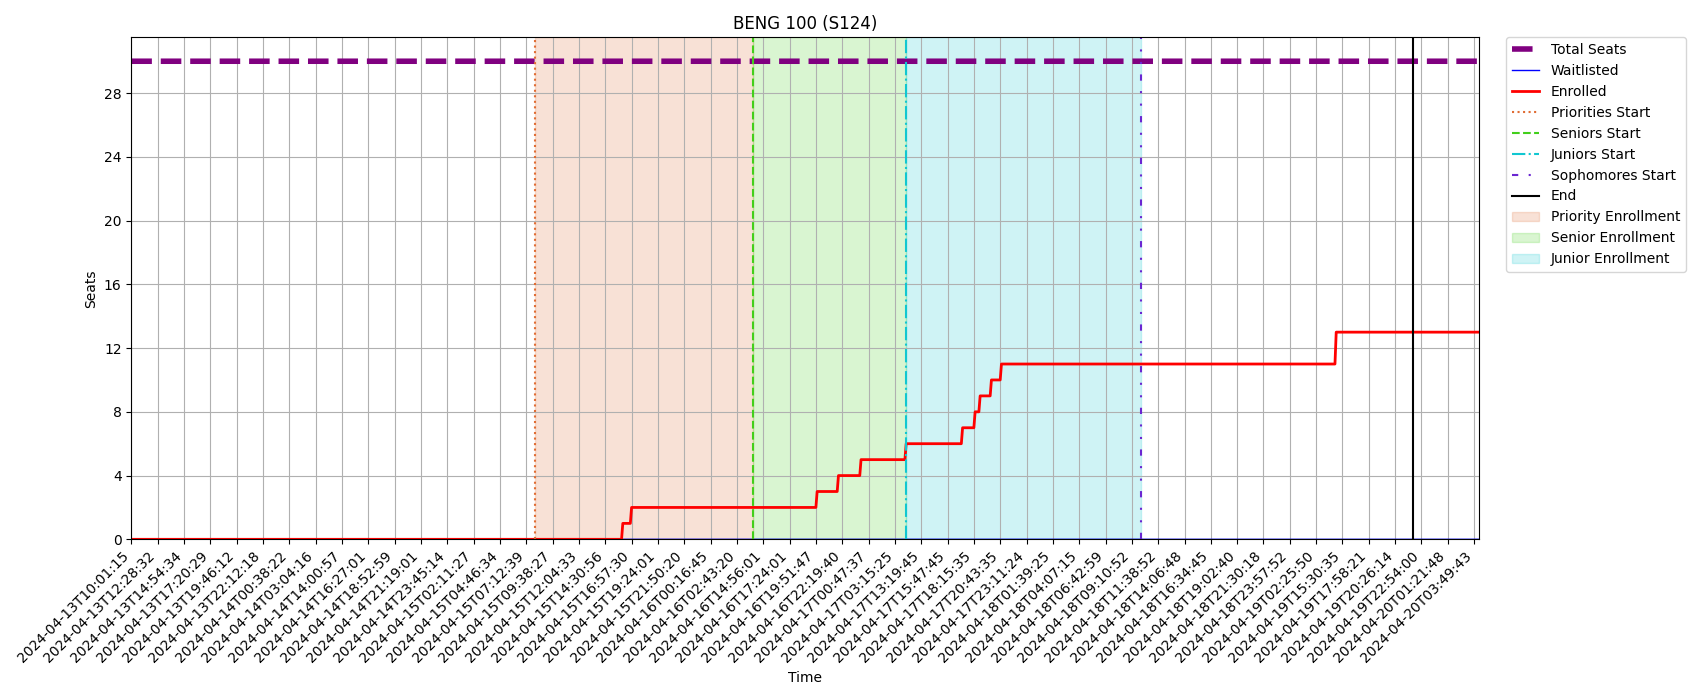 BENG 100 (S124)
Total Seats
Waitlisted
Enrolled
Priorities Start
Seniors Start
Juniors Start
Sophomores Start
End
Priority Enrollment
Senior Enrollment
Junior Enrollment
Seats
28
24
20
16
12
8
4
0
2024-04-13T10:01:15
2024-04-13T12:28:32
2024-04-13T14:54:34
2024-04-13T17:20:29
2024-04-13T19:46:12
2024-04-13T22:12:18
2024-04-14T00:38:22
2024-04-14T03:04:16
2024-04-14T14:00:57
2024-04-14T16:27:01
2024-04-14T18:52:59
2024-04-14T21:19:01
2024-04-14T23:45:14
2024-04-15T02:11:27
2024-04-15T04:46:34
2024-04-15T07:12:39
2024-04-15T09:38:27
2024-04-15T12:04:33
2024-04-15T14:30:56
2024-04-15T16:57:30
2024-04-15T19:24:01
2024-04-15T21:50:20
2024-04-16T00:16:45
2024-04-16T02:43:20
2024-04-16T14:56:01
2024-04-16T17:24:01
2024-04-16T19:51:47
2024-04-16T22:19:40
2024-04-17T00:47:37
2024-04-17T03:15:25
2024-04-17T13:19:45
2024-04-17T15:47:45
2024-04-17T18:15:35
2024-04-17T20:43:35
2024-04-17T23:11:24
2024-04-18T01:39:25
2024-04-18T04:07:15
2024-04-18T06:42:59
2024-04-18T09:10:52
2024-04-18T11:38:52
2024-04-18T14:06:48
2024-04-18T16:34:45
2024-04-18T19:02:40
2024-04-18T21:30:18
2024-04-18T23:57:52
2024-04-19T02:25:50
2024-04-19T15:30:35
2024-04-19T17:58:21
2024-04-19T20:26:14
2024-04-19T22:54:00
2024-04-20T01:21:48
2024-04-20T03:49:43
Time